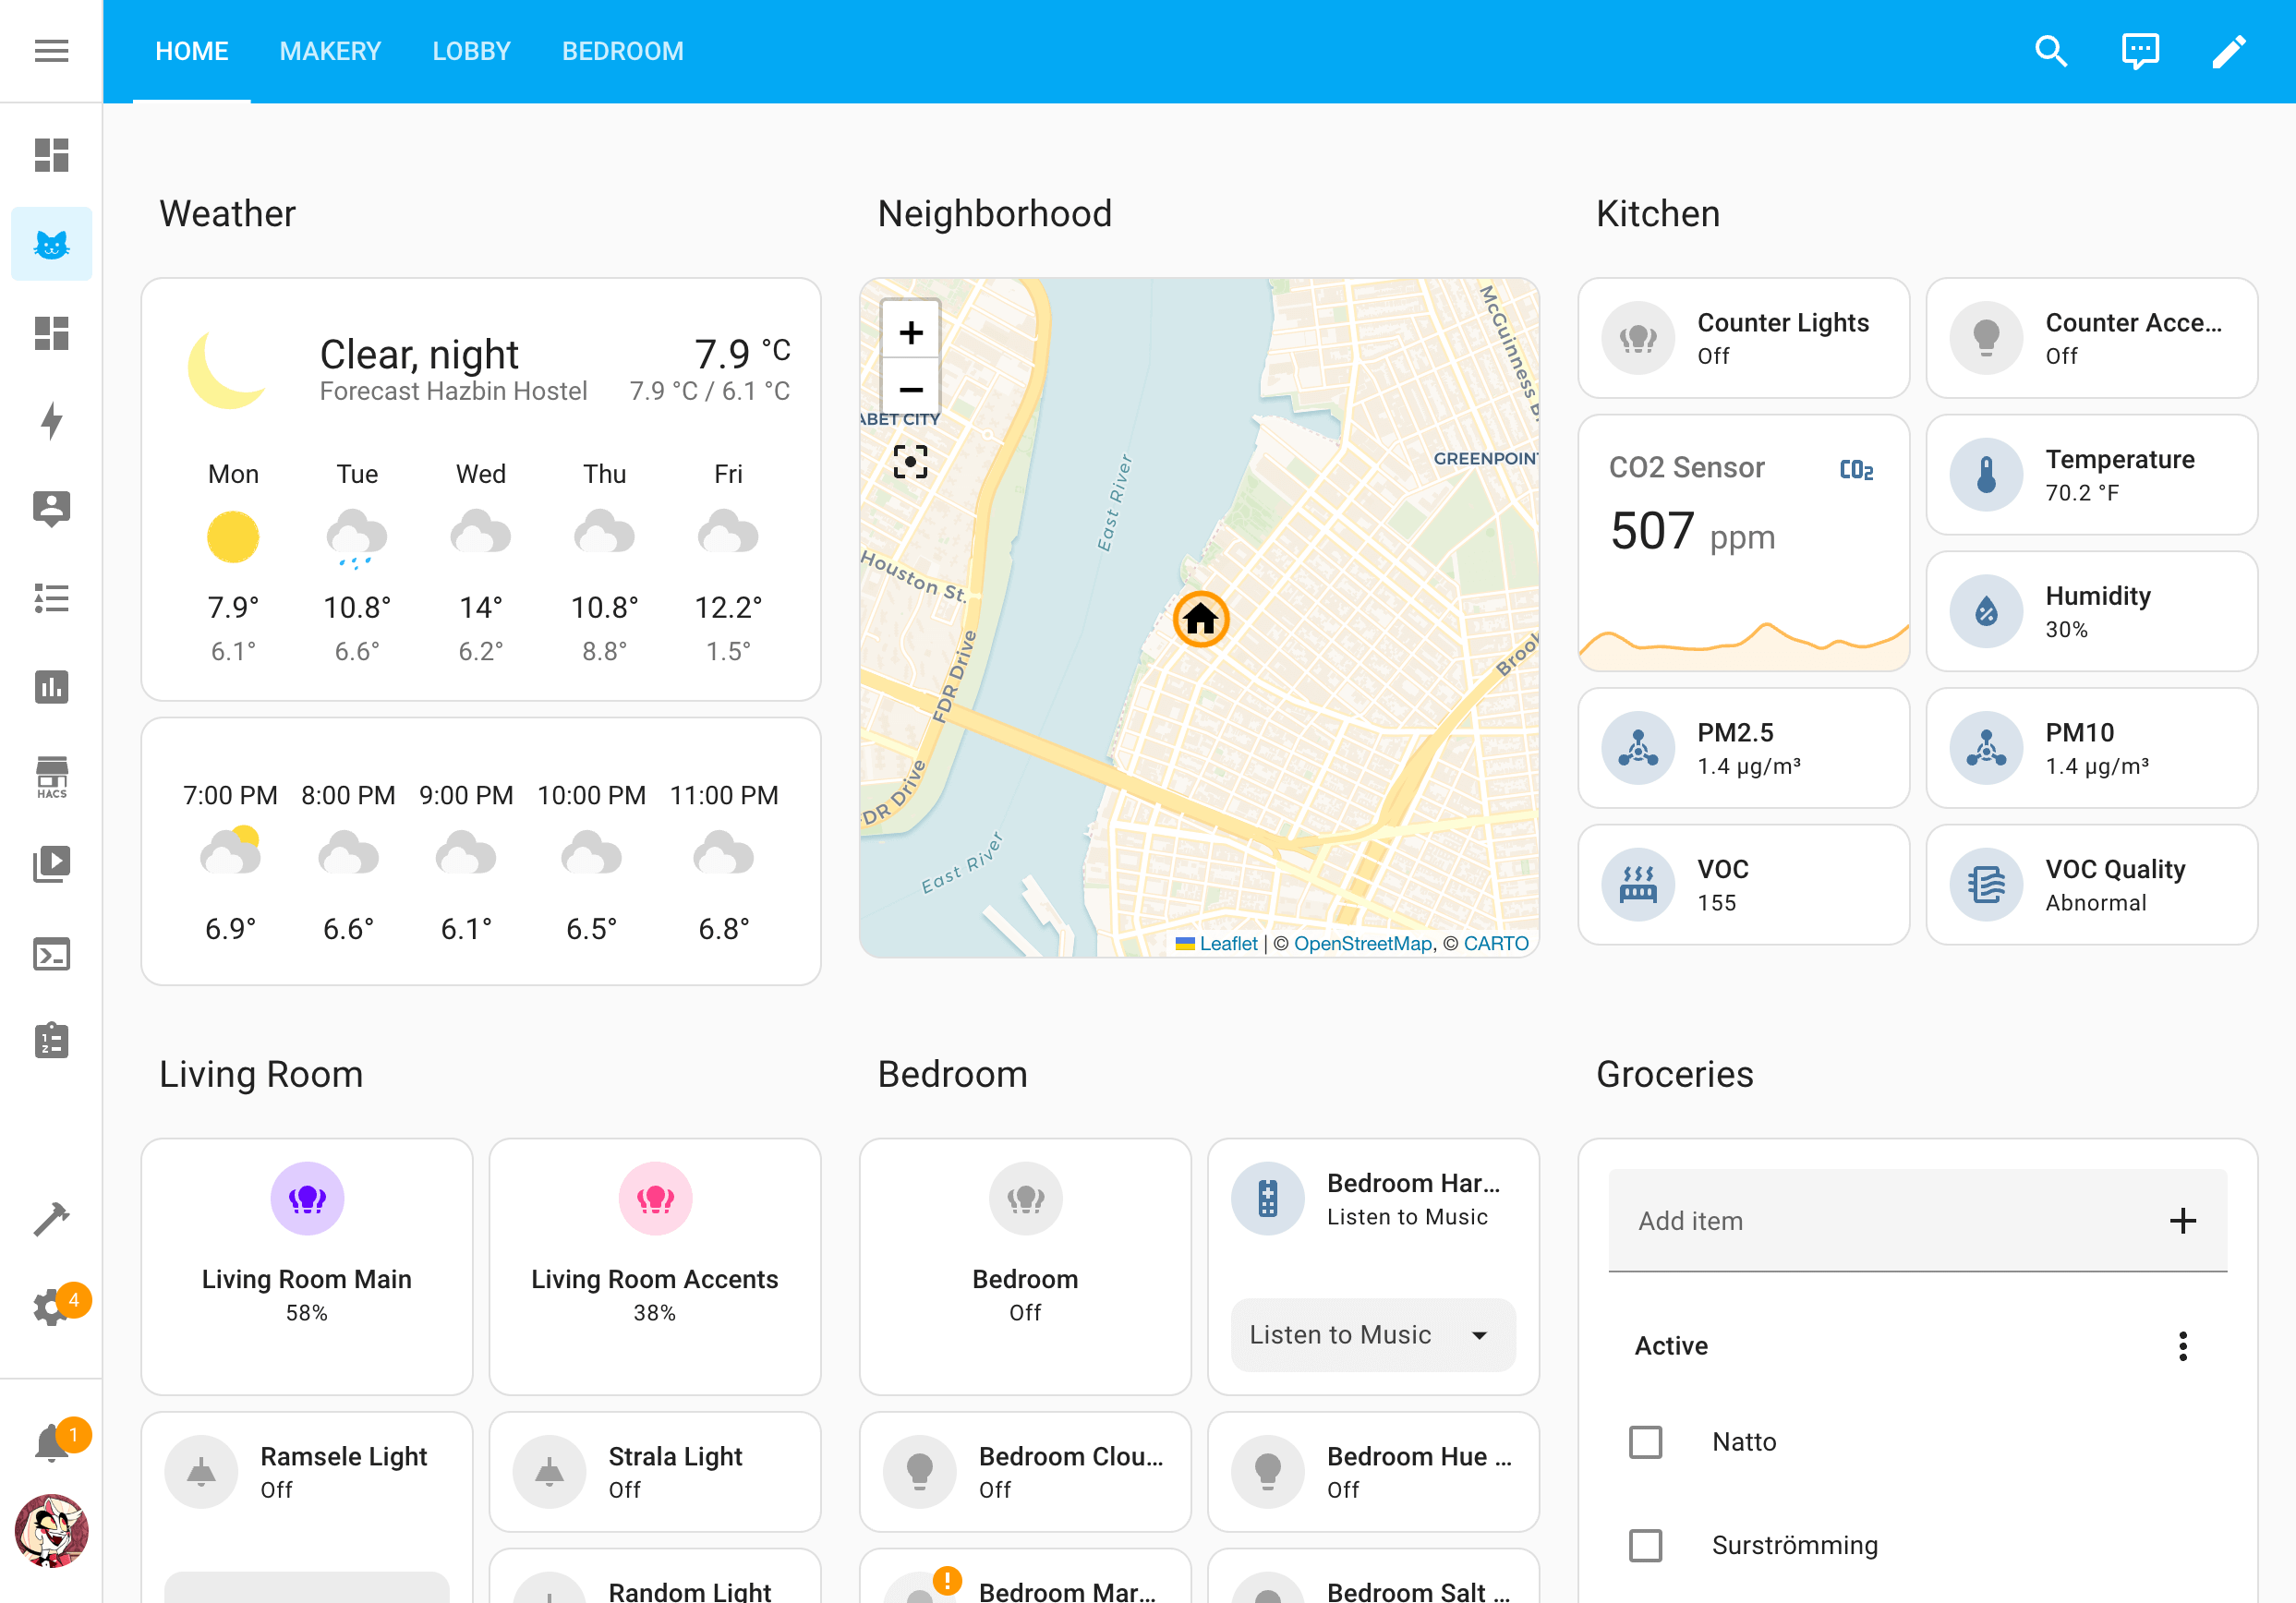 HOME
MAKERY
LOBBY
BEDROOM
Weather
Clear, night
7.9 °C
Forecast Hazbin Hostel
7.9 °C / 6.1 °C
Mon Tue Wed Thu Fri
7.9° 10.8° 14° 10.8° 12.2°
6.1° 6.6° 6.2° 8.8° 1.5°
7:00 PM 8:00 PM 9:00 PM 10:00 PM 11:00 PM
6.9° 6.6° 6.1° 6.5° 6.8°
Neighborhood
+
−
ABET CITY
McGuinness B
GREENPOINT
East River
Houston St.
FDR Drive
Brook
DR Drive
East River
Leaflet | © OpenStreetMap, © CARTO
Kitchen
Counter Lights
Off
Counter Acce...
Off
CO2 Sensor
CO2
507 ppm
Temperature
70.2 °F
Humidity
30%
PM2.5
1.4 µg/m³
PM10
1.4 µg/m³
VOC
155
VOC Quality
Abnormal
HACS
Living Room
Living Room Main
58%
Living Room Accents
38%
Ramsele Light
Off
Strala Light
Off
Random Light
Bedroom
Bedroom
Off
Bedroom Har...
Listen to Music
Listen to Music
Bedroom Clou...
Off
Bedroom Hue ...
Off
Bedroom Mar...
Bedroom Salt ...
Groceries
Add item
Active
Natto
Surströmming
4
1